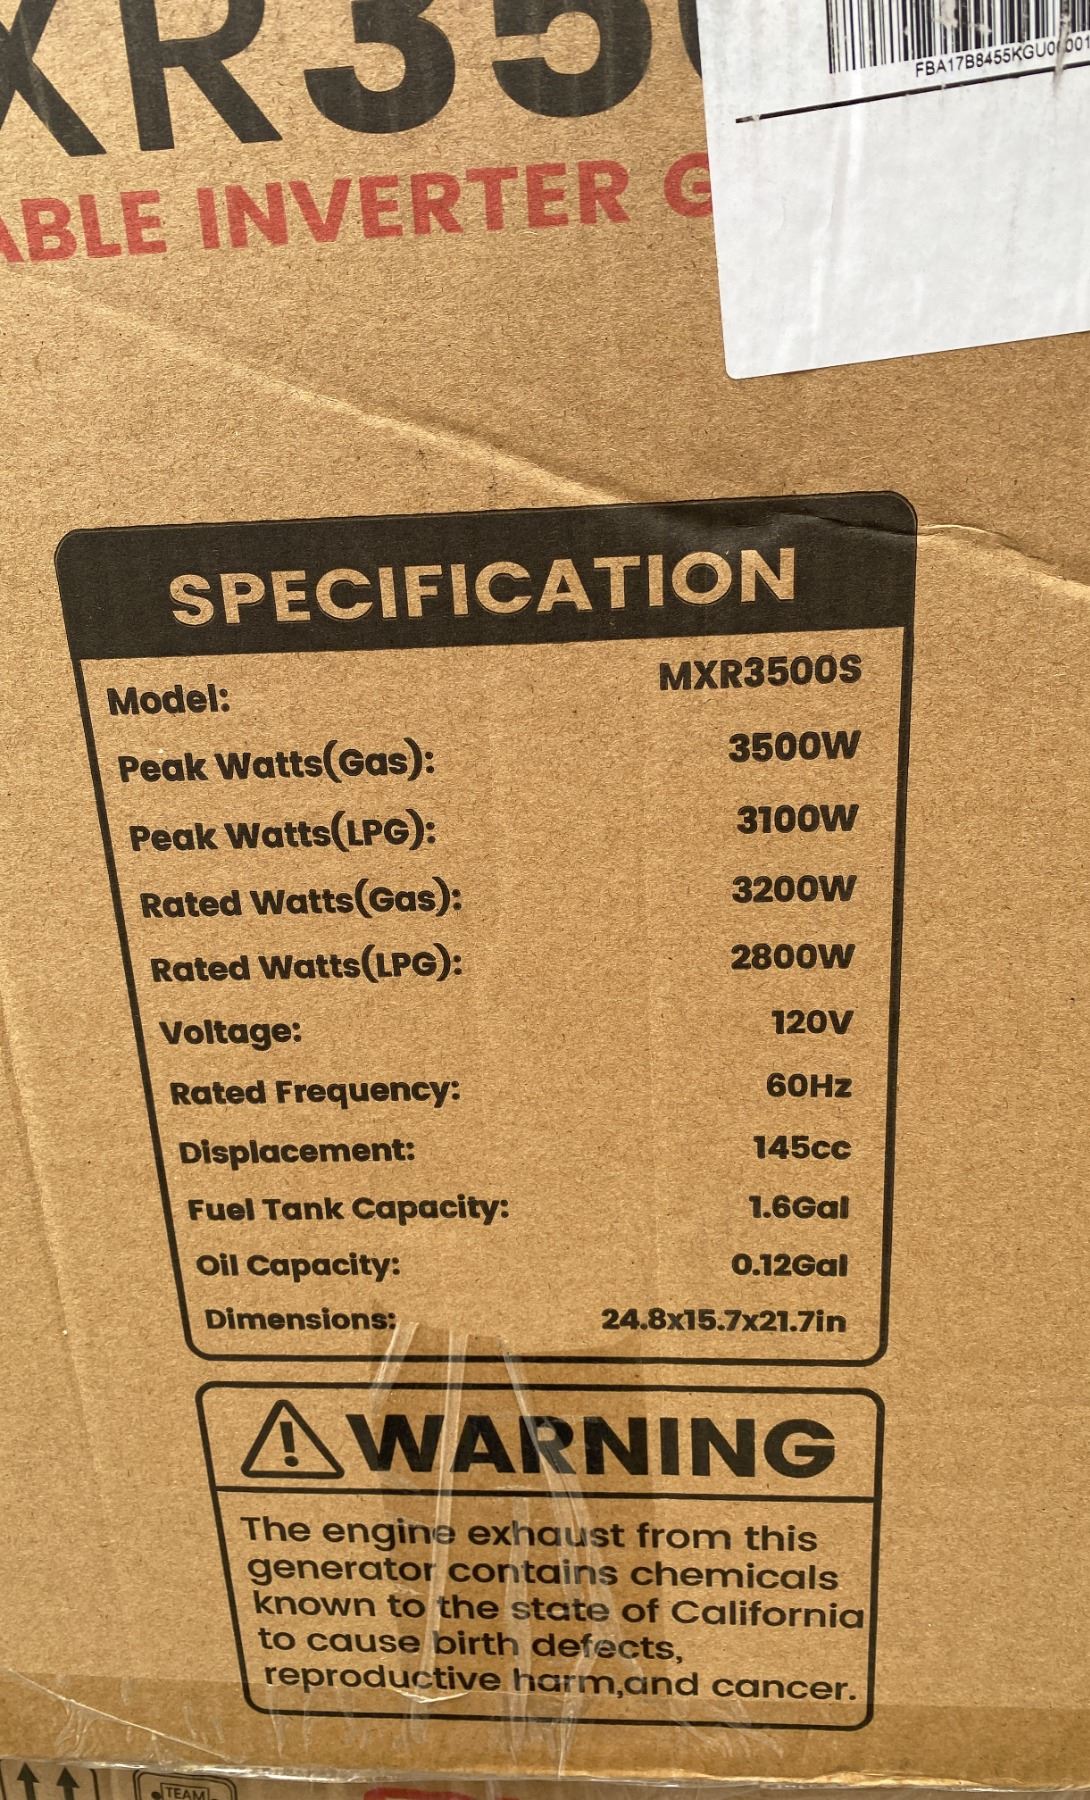 XR35
FBA17B8455KGU0
ABLE INVERTER G
SPECIFICATION
Model: MXR3500S
Peak Watts(Gas): 3500W
Peak Watts(LPG): 3100W
Rated Watts(Gas): 3200W
Rated Watts(LPG): 2800W
Voltage: 120V
Rated Frequency: 60Hz
Displacement: 145cc
Fuel Tank Capacity: 1.6Gal
Oil Capacity: 0.12Gal
Dimensions: 24.8x15.7x21.7in
WARNING
The engine exhaust from this
generator contains chemicals
known to the state of California
to cause birth defects,
reproductive harm,and cancer.
TEAM